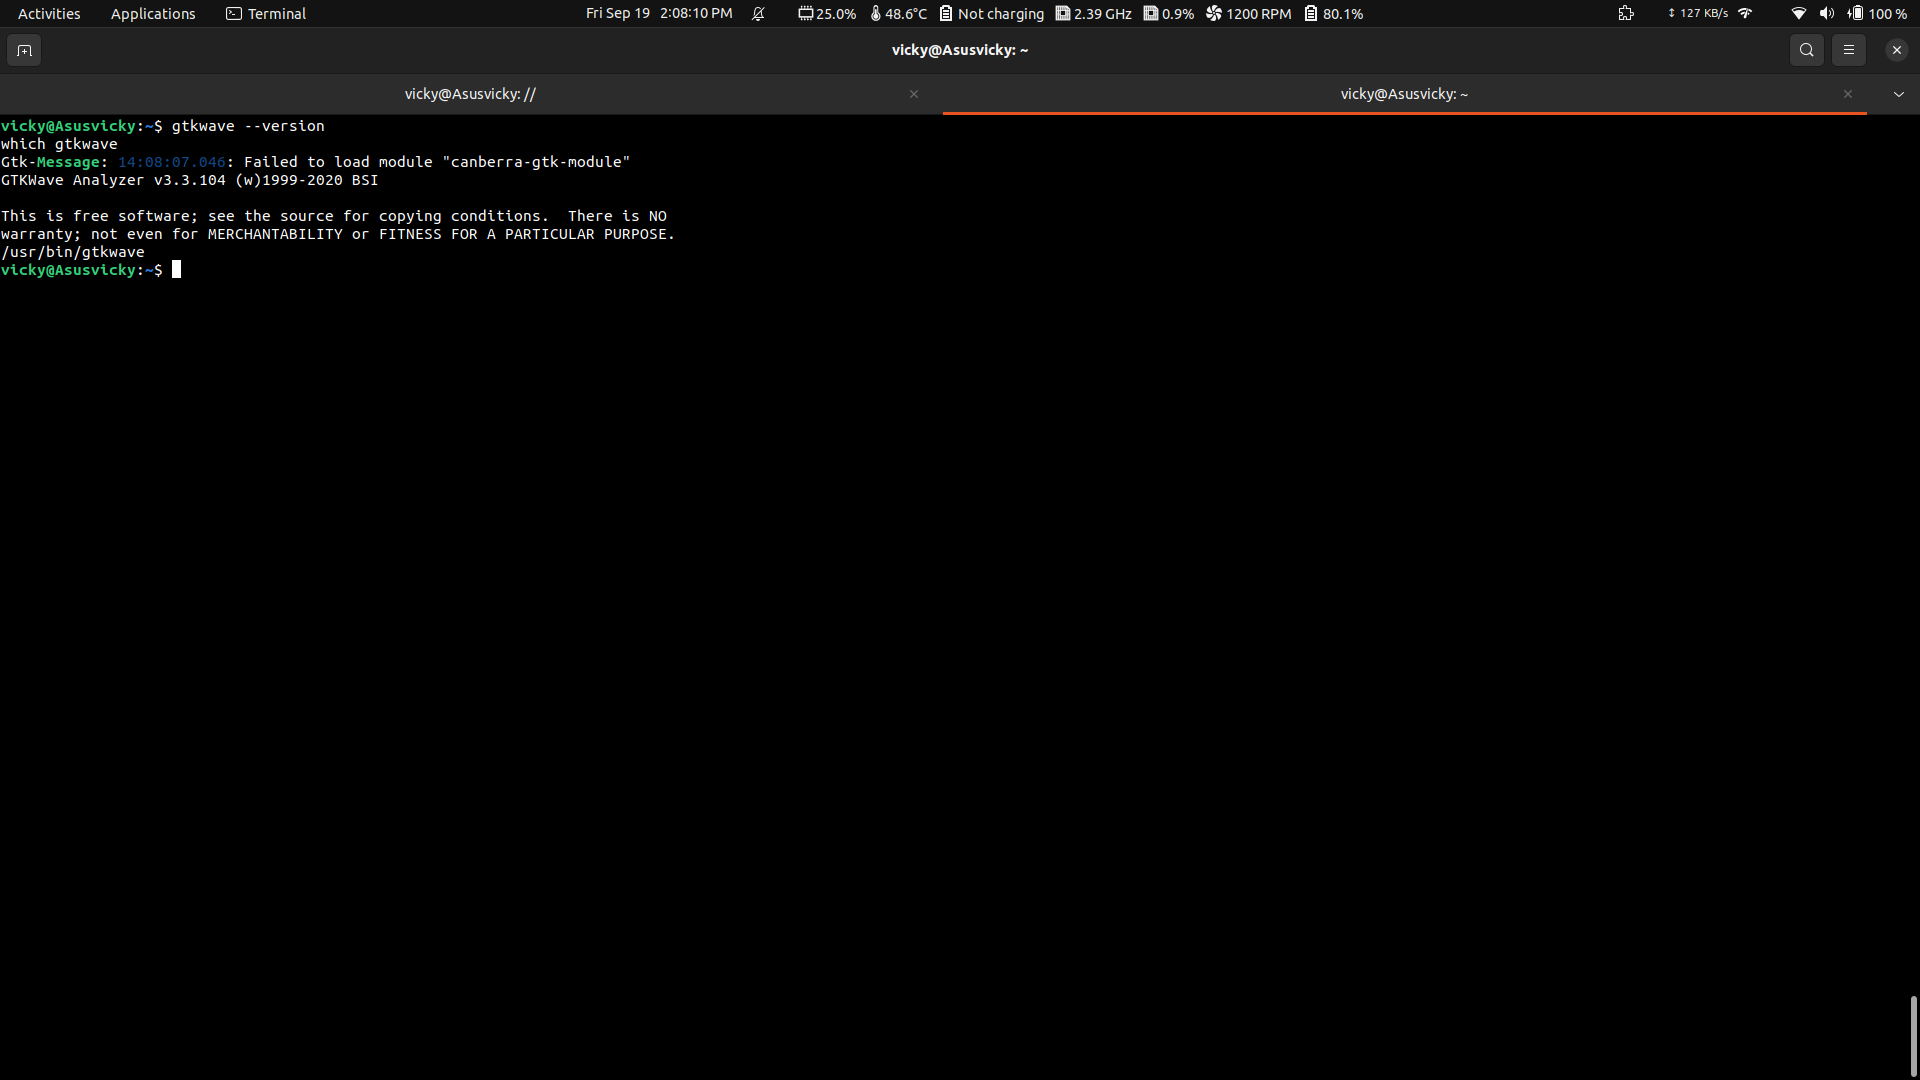 Activities Applications Terminal Fri Sep 19 2:08:10 PM 25.0% 48.6°C Not charging 2.39 GHz 0.9% 1200 RPM 80.1% 127 KB/s 100 %
vicky@Asusvicky: ~
vicky@Asusvicky: // vicky@Asusvicky: ~
vicky@Asusvicky:~$ gtkwave --version
which gtkwave
Gtk-Message: 14:08:07.046: Failed to load module "canberra-gtk-module"
GTKWave Analyzer v3.3.104 (w)1999-2020 BSI
This is free software; see the source for copying conditions.  There is NO
warranty; not even for MERCHANTABILITY or FITNESS FOR A PARTICULAR PURPOSE.
/usr/bin/gtkwave
vicky@Asusvicky:~$